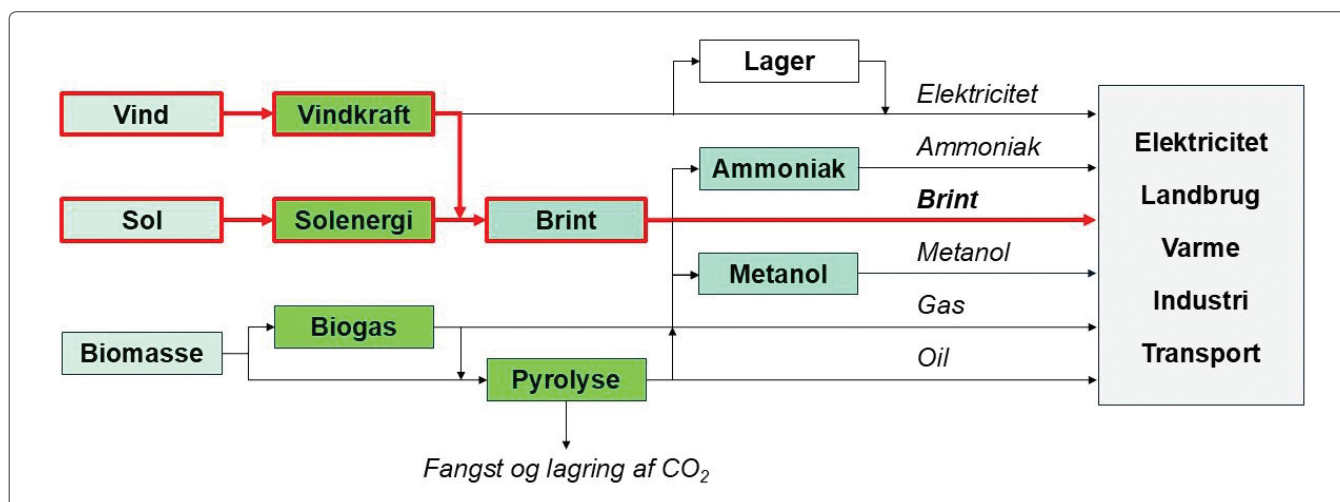 Lager
Elektricitet
Vind
Vindkraft
Ammoniak
Ammoniak
Sol
Solenergi
Brint
Brint
Metanol
Metanol
Biomasse
Biogas
Gas
Pyrolyse
Oil
Fangst og lagring af CO₂
Elektricitet
Landbrug
Varme
Industri
Transport